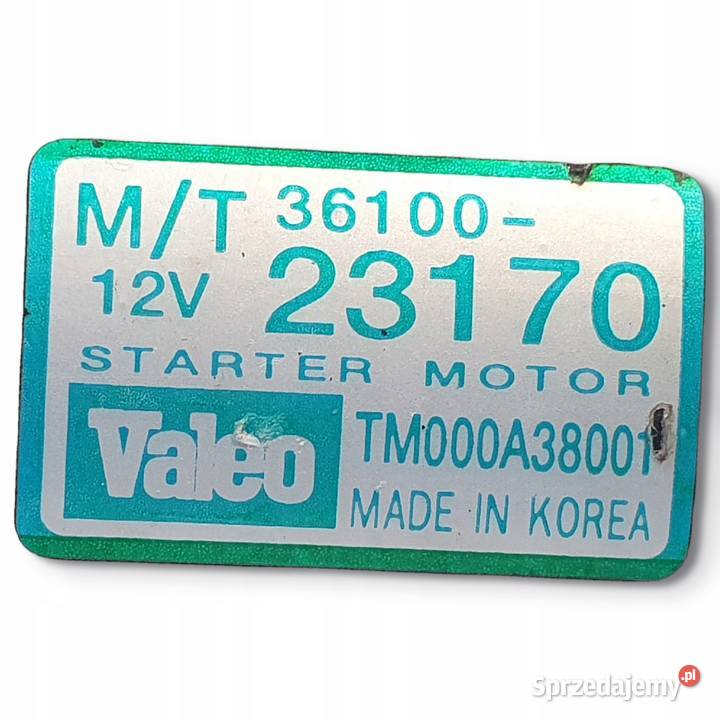 M/T 36100-
12V 23170
STARTER MOTOR
Valeo TM000A38001
MADE IN KOREA
Sprzedajemy.pl